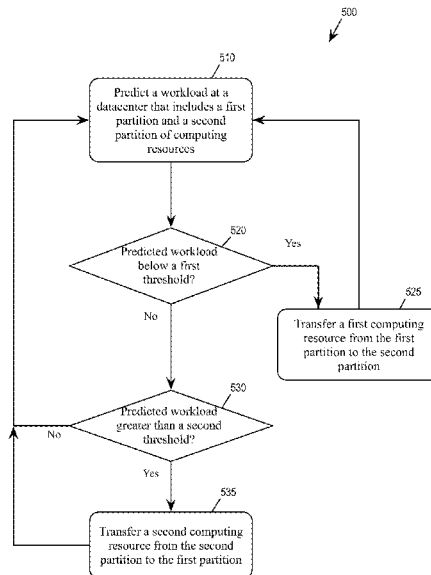 500
510
Predict a workload at a
datacenter that includes a first
partition and a second
partition of computing
resources
520
Predicted workload
below a first
threshold?
Yes
No
525
Transfer a first computing
resource from the first
partition to the second
partition
530
Predicted workload
greater than a second
threshold?
No
Yes
535
Transfer a second computing
resource from the second
partition to the first partition